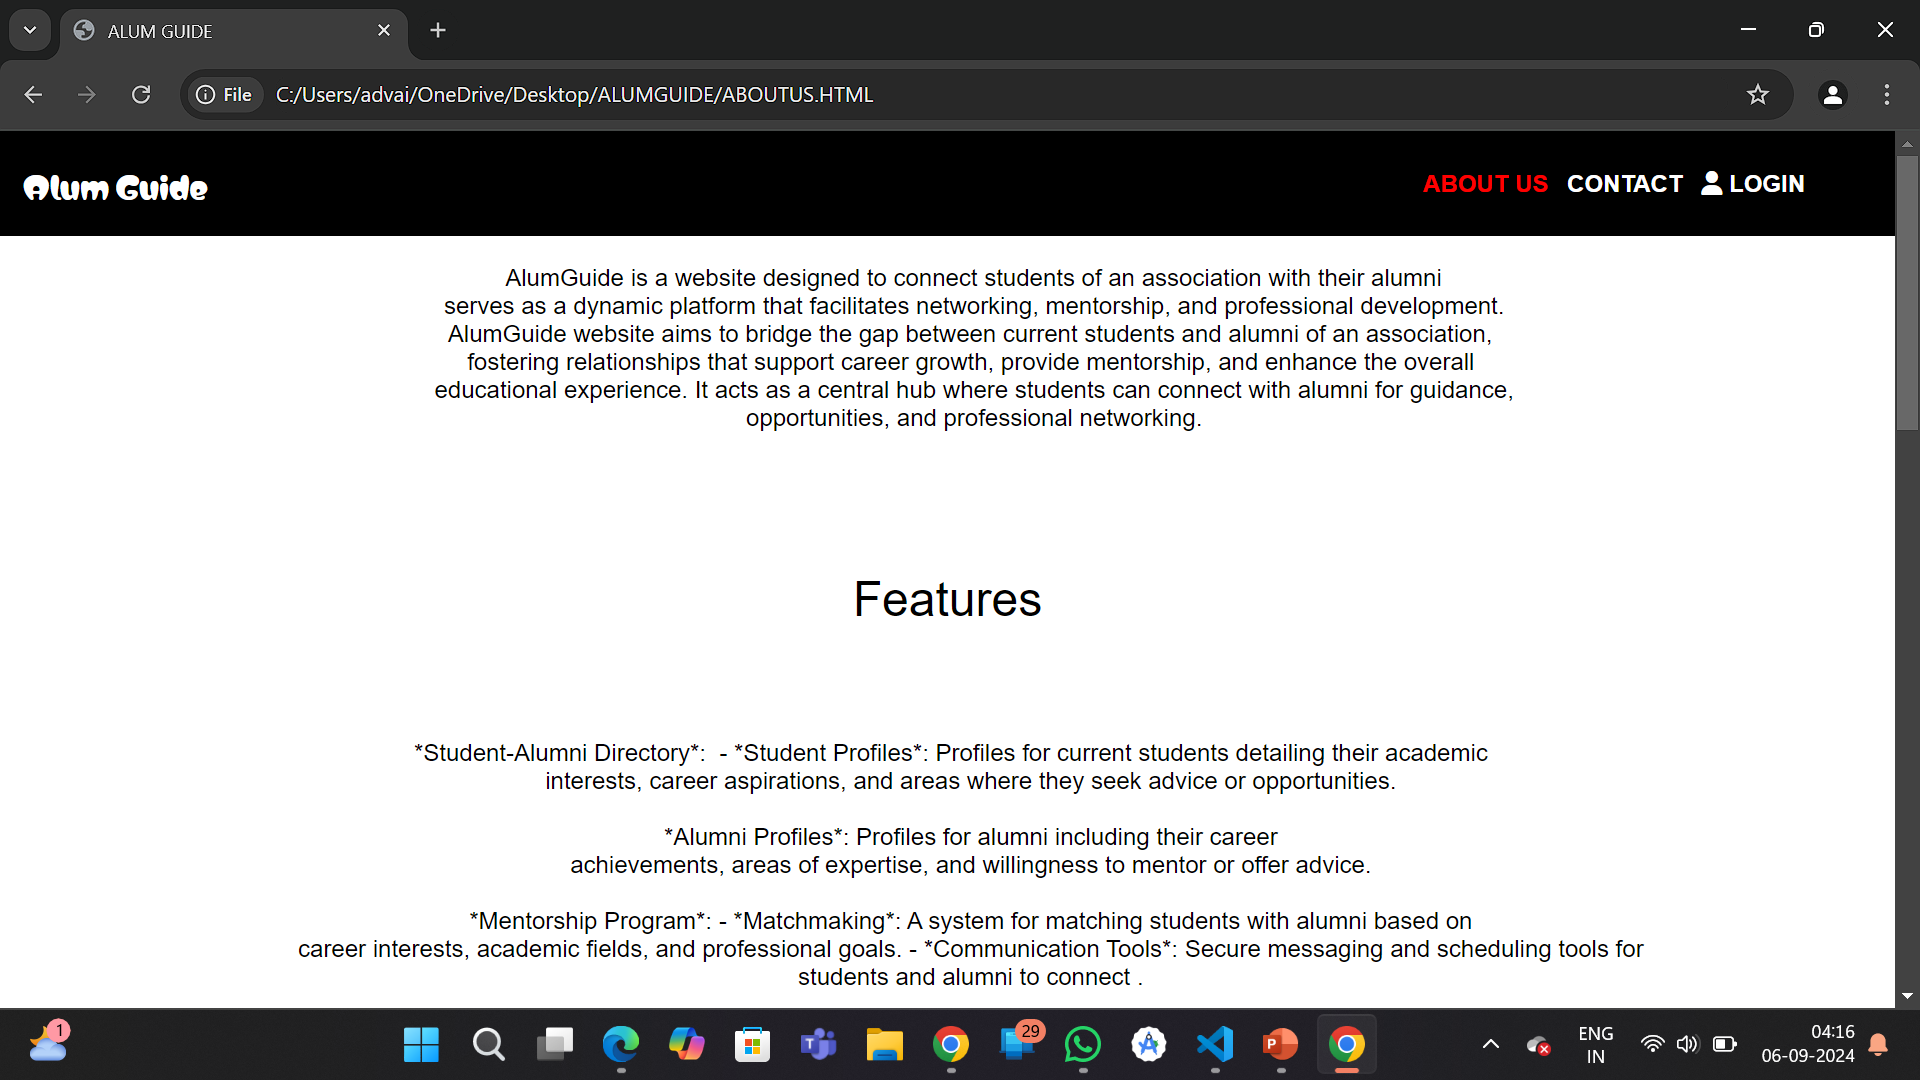 ALUM GUIDE
File C:/Users/advai/OneDrive/Desktop/ALUMGUIDE/ABOUTUS.HTML
Alum Guide
ABOUT US CONTACT LOGIN
AlumGuide is a website designed to connect students of an association with their alumni
serves as a dynamic platform that facilitates networking, mentorship, and professional development.
AlumGuide website aims to bridge the gap between current students and alumni of an association,
fostering relationships that support career growth, provide mentorship, and enhance the overall
educational experience. It acts as a central hub where students can connect with alumni for guidance,
opportunities, and professional networking.
Features
*Student-Alumni Directory*:  - *Student Profiles*: Profiles for current students detailing their academic
interests, career aspirations, and areas where they seek advice or opportunities.
*Alumni Profiles*: Profiles for alumni including their career
achievements, areas of expertise, and willingness to mentor or offer advice.
*Mentorship Program*: - *Matchmaking*: A system for matching students with alumni based on
career interests, academic fields, and professional goals. - *Communication Tools*: Secure messaging and scheduling tools for
students and alumni to connect .
1
29
ENG
IN
04:16
06-09-2024